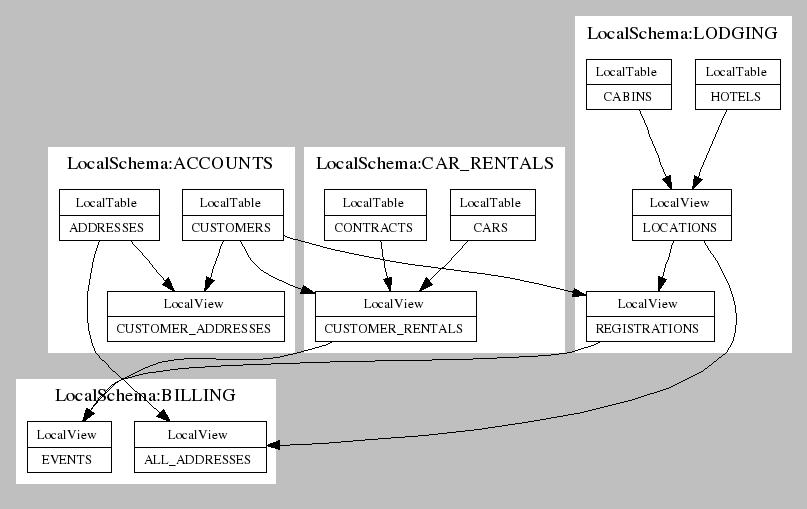 LocalSchema:LODGING
LocalTable
CABINS
LocalTable
HOTELS
LocalView
LOCATIONS
LocalView
REGISTRATIONS
LocalSchema:ACCOUNTS
LocalTable
ADDRESSES
LocalTable
CUSTOMERS
LocalView
CUSTOMER_ADDRESSES
LocalSchema:CAR_RENTALS
LocalTable
CONTRACTS
LocalTable
CARS
LocalView
CUSTOMER_RENTALS
LocalSchema:BILLING
LocalView
EVENTS
LocalView
ALL_ADDRESSES